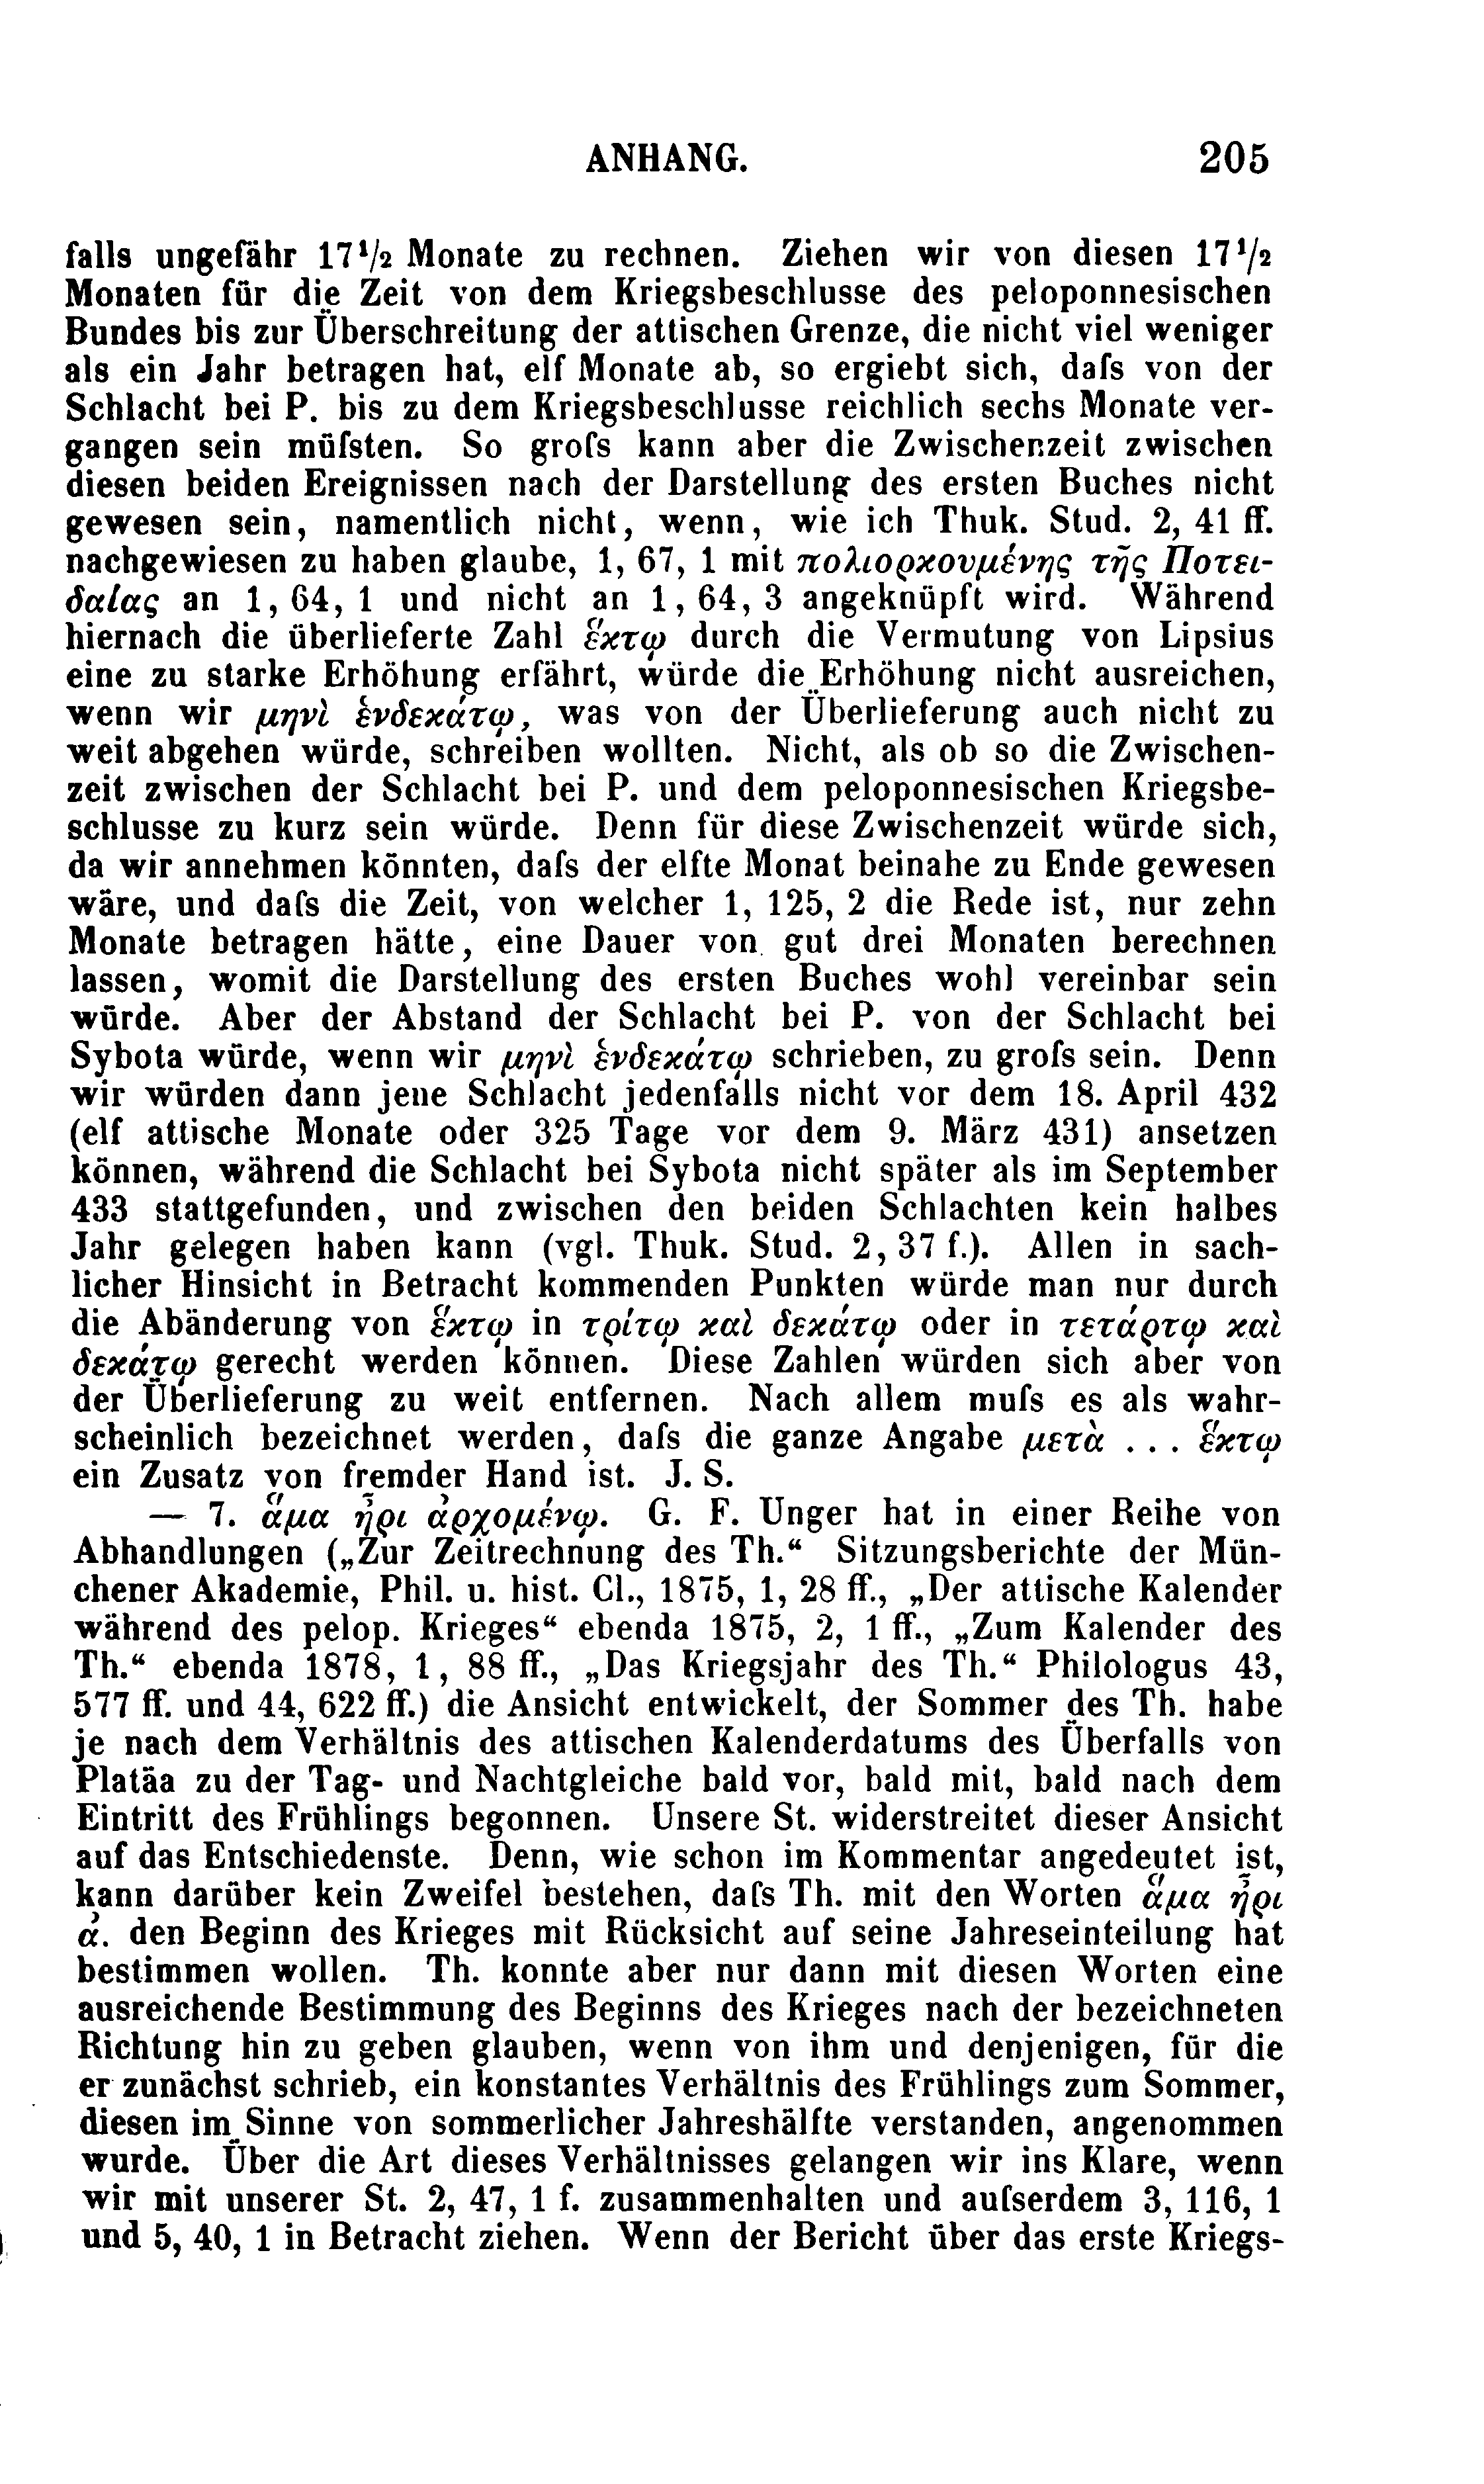 ANHANG. 205
falls ungefähr 17 1/2 Monate zu rechnen. Ziehen wir von diesen 17 1/2
Monaten für die Zeit von dem Kriegsbeschlusse des peloponnesischen
Bundes bis zur Überschreitung der attischen Grenze, die nicht viel weniger
als ein Jahr betragen hat, elf Monate ab, so ergiebt sich, daſs von der
Schlacht bei P. bis zu dem Kriegsbeschlusse reichlich sechs Monate ver-
gangen sein müſsten. So groſs kann aber die Zwischenzeit zwischen
diesen beiden Ereignissen nach der Darstellung des ersten Buches nicht
gewesen sein, namentlich nicht, wenn, wie ich Thuk. Stud. 2, 41 ff.
nachgewiesen zu haben glaube, 1, 67, 1 mit πολιορκουμένης τῆς Ποτει-
δαίας an 1, 64, 1 und nicht an 1, 64, 3 angeknüpft wird. Während
hiernach die überlieferte Zahl ἕκτῳ durch die Vermutung von Lipsius
eine zu starke Erhöhung erfährt, würde die Erhöhung nicht ausreichen,
wenn wir μηνὶ ἑνδεκάτῳ, was von der Überlieferung auch nicht zu
weit abgehen würde, schreiben wollten. Nicht, als ob so die Zwischen-
zeit zwischen der Schlacht bei P. und dem peloponnesischen Kriegsbe-
schlusse zu kurz sein würde. Denn für diese Zwischenzeit würde sich,
da wir annehmen könnten, daſs der elfte Monat beinahe zu Ende gewesen
wäre, und daſs die Zeit, von welcher 1, 125, 2 die Rede ist, nur zehn
Monate betragen hätte, eine Dauer von gut drei Monaten berechnen
lassen, womit die Darstellung des ersten Buches wohl vereinbar sein
würde. Aber der Abstand der Schlacht bei P. von der Schlacht bei
Sybota würde, wenn wir μηνὶ ἑνδεκάτῳ schrieben, zu groſs sein. Denn
wir würden dann jene Schlacht jedenfalls nicht vor dem 18. April 432
(elf attische Monate oder 325 Tage vor dem 9. März 431) ansetzen
können, während die Schlacht bei Sybota nicht später als im September
433 stattgefunden, und zwischen den beiden Schlachten kein halbes
Jahr gelegen haben kann (vgl. Thuk. Stud. 2, 37 f.). Allen in sach-
licher Hinsicht in Betracht kommenden Punkten würde man nur durch
die Abänderung von ἕκτῳ in τρίτῳ καὶ δεκάτῳ oder in τετάρτῳ καὶ
δεκάτῳ gerecht werden können. Diese Zahlen würden sich aber von
der Überlieferung zu weit entfernen. Nach allem muſs es als wahr-
scheinlich bezeichnet werden, daſs die ganze Angabe μετὰ . . . ἕκτῳ
ein Zusatz von fremder Hand ist. J. S.
— 7. ἅμα ἦρι ἀρχομένῳ. G. F. Unger hat in einer Reihe von
Abhandlungen („Zur Zeitrechnung des Th.“ Sitzungsberichte der Mün-
chener Akademie, Phil. u. hist. Cl., 1875, 1, 28 ff., „Der attische Kalender
während des pelop. Krieges“ ebenda 1875, 2, 1 ff., „Zum Kalender des
Th.“ ebenda 1878, 1, 88 ff., „Das Kriegsjahr des Th.“ Philologus 43,
577 ff. und 44, 622 ff.) die Ansicht entwickelt, der Sommer des Th. habe
je nach dem Verhältnis des attischen Kalenderdatums des Überfalls von
Platäa zu der Tag- und Nachtgleiche bald vor, bald mit, bald nach dem
Eintritt des Frühlings begonnen. Unsere St. widerstreitet dieser Ansicht
auf das Entschiedenste. Denn, wie schon im Kommentar angedeutet ist,
kann darüber kein Zweifel bestehen, daſs Th. mit den Worten ἅμα ἦρι
ἀ. den Beginn des Krieges mit Rücksicht auf seine Jahreseinteilung hat
bestimmen wollen. Th. konnte aber nur dann mit diesen Worten eine
ausreichende Bestimmung des Beginns des Krieges nach der bezeichneten
Richtung hin zu geben glauben, wenn von ihm und denjenigen, für die
er zunächst schrieb, ein konstantes Verhältnis des Frühlings zum Sommer,
diesen im Sinne von sommerlicher Jahreshälfte verstanden, angenommen
wurde. Über die Art dieses Verhältnisses gelangen wir ins Klare, wenn
wir mit unserer St. 2, 47, 1 f. zusammenhalten und auſserdem 3, 116, 1
und 5, 40, 1 in Betracht ziehen. Wenn der Bericht über das erste Kriegs-